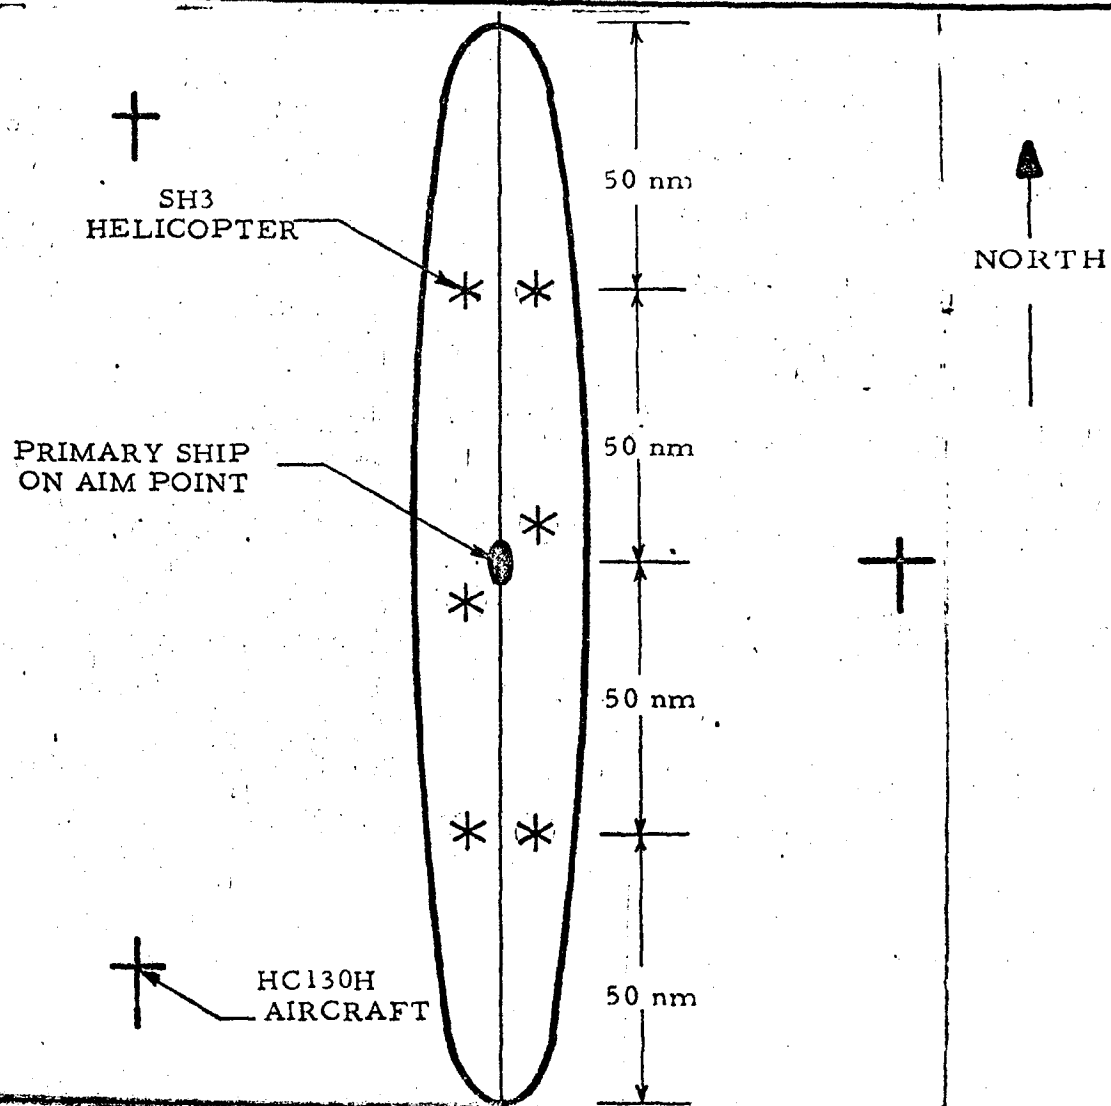 50 nm
SH3
HELICOPTER
NORTH
PRIMARY SHIP
ON AIM POINT
50 nm
50 nm
HC130H
AIRCRAFT
50 nm